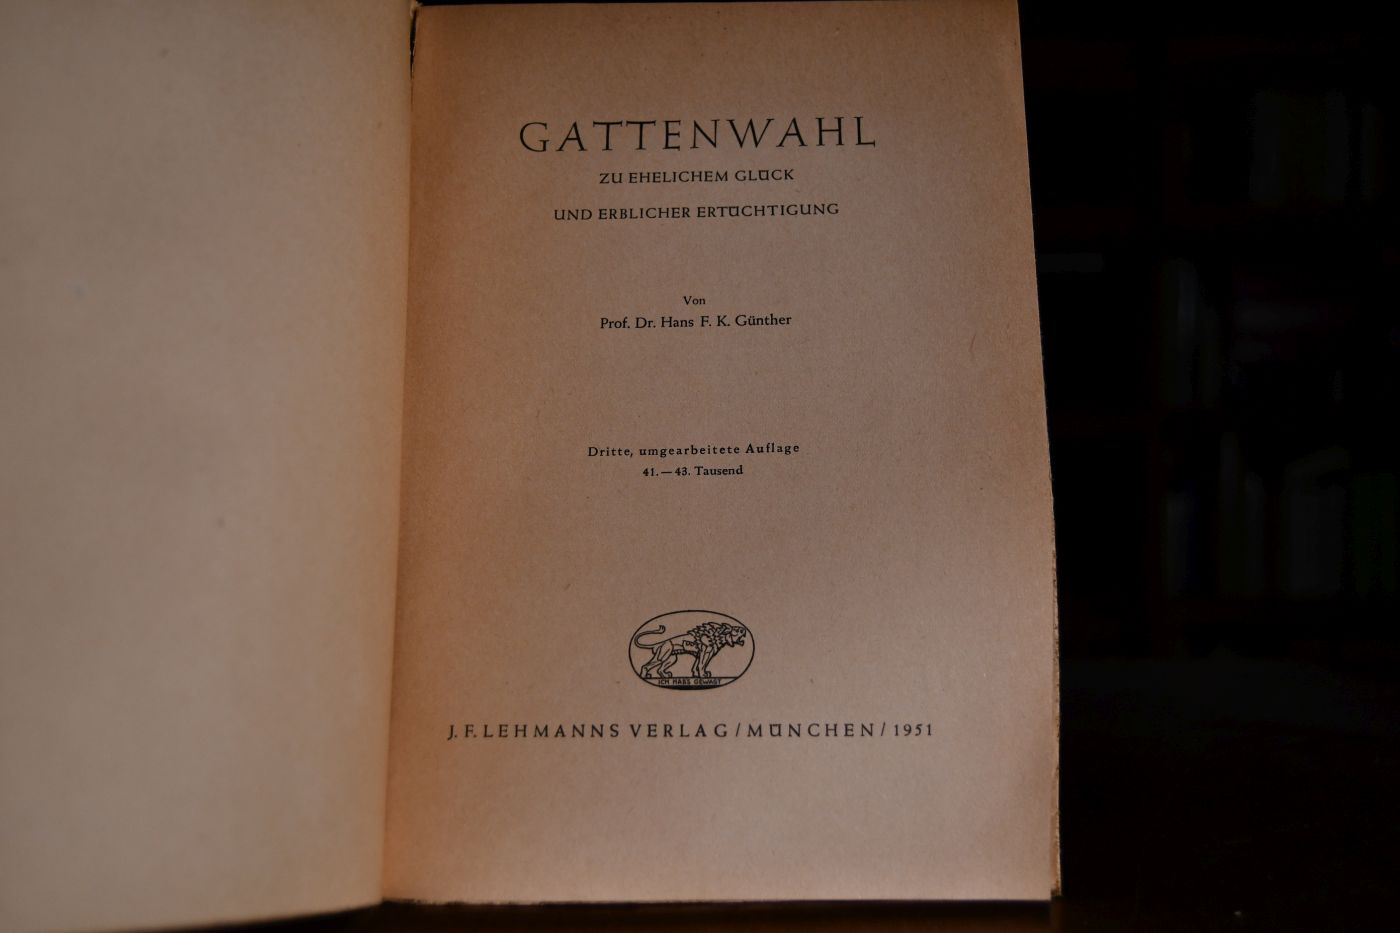 GATTENWAHL
ZU EHELICHEM GLÜCK
UND ERBLICHER ERTÜCHTIGUNG
Von
Prof. Dr. Hans F. K. Günther
Dritte, umgearbeitete Auflage
41.—43. Tausend
ICH HABS GEWAGT
J. F. LEHMANNS VERLAG / MÜNCHEN / 1951